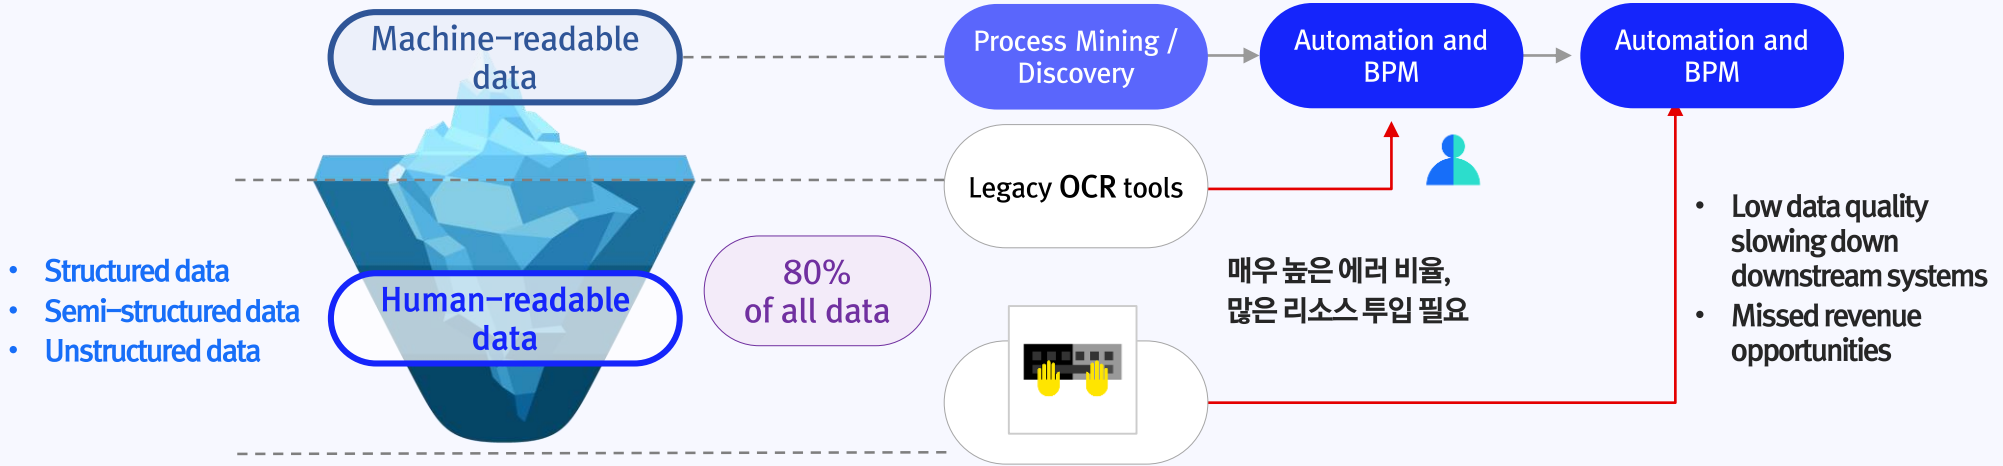 Machine-readable
data
Process Mining /
Discovery
Automation and
BPM
Automation and
BPM
Legacy OCR tools
• Structured data
• Semi-structured data
• Unstructured data
Human-readable
data
80%
of all data
매우 높은 에러 비율,
많은 리소스 투입 필요
• Low data quality
slowing down
downstream systems
• Missed revenue
opportunities